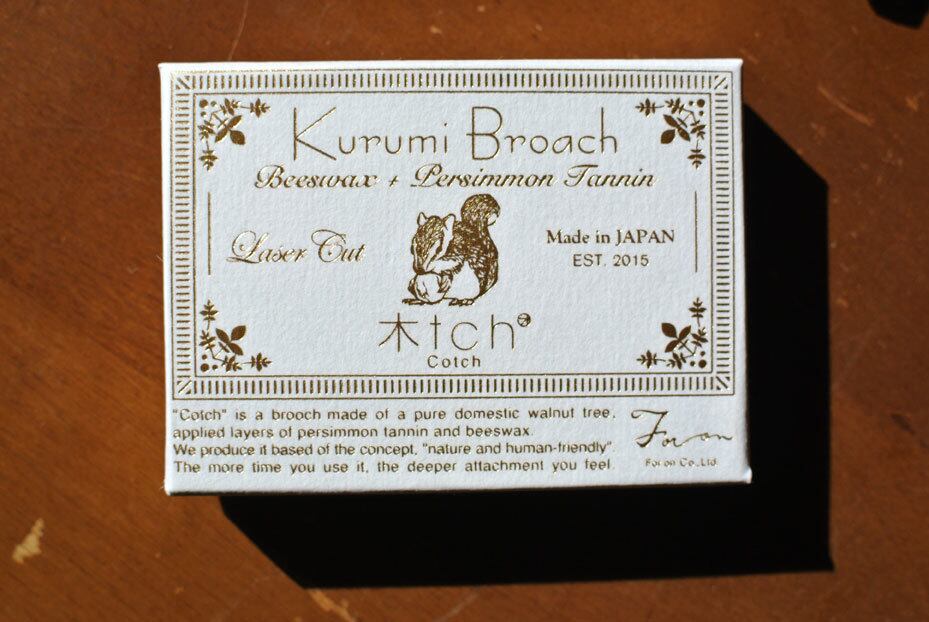 Kurumi Broach
Beeswax + Persimmon Tannin
Laser Cut
Made in JAPAN
EST. 2015
木tch
Cotch
"Cotch" is a brooch made of a pure domestic walnut tree,
applied layers of persimmon tannin and beeswax.
We produce it based of the concept, "nature and human-friendly".
The more time you use it, the deeper attachment you feel.
For on
For on Co.,Ltd.